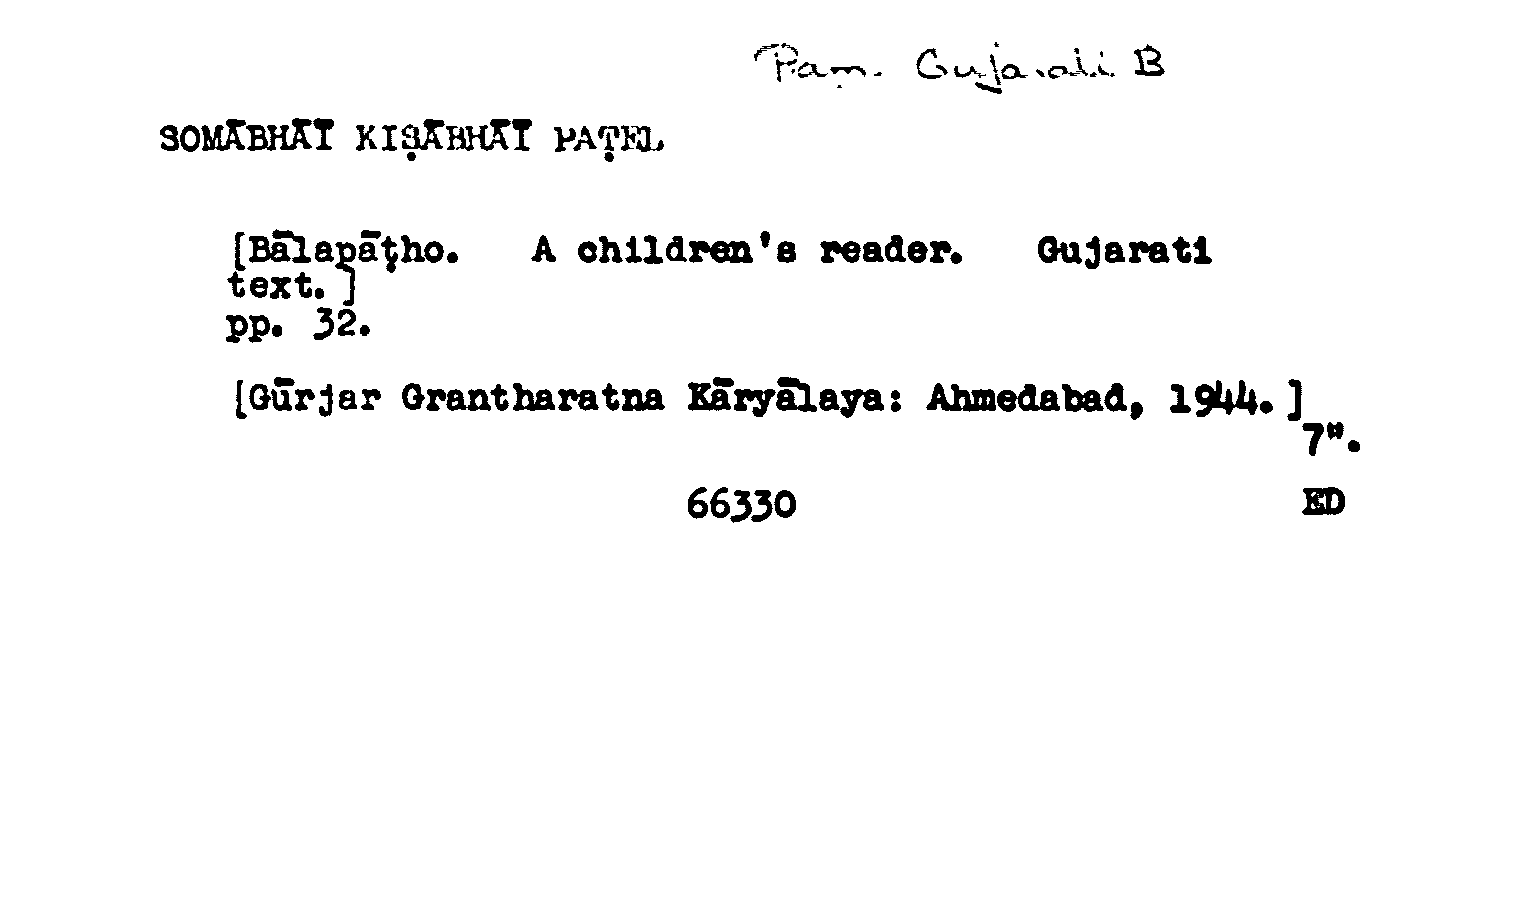 Pam. Gujarati B
SOMĀBHĀĪ KIṢĀBHĀĪ PAṬEL
[Bālapāṭho. A children's reader. Gujarati
text.]
pp. 32.
[Gūrjar Grantharatna Kāryālaya: Ahmedabad, 1944.]
7".
66330 ED